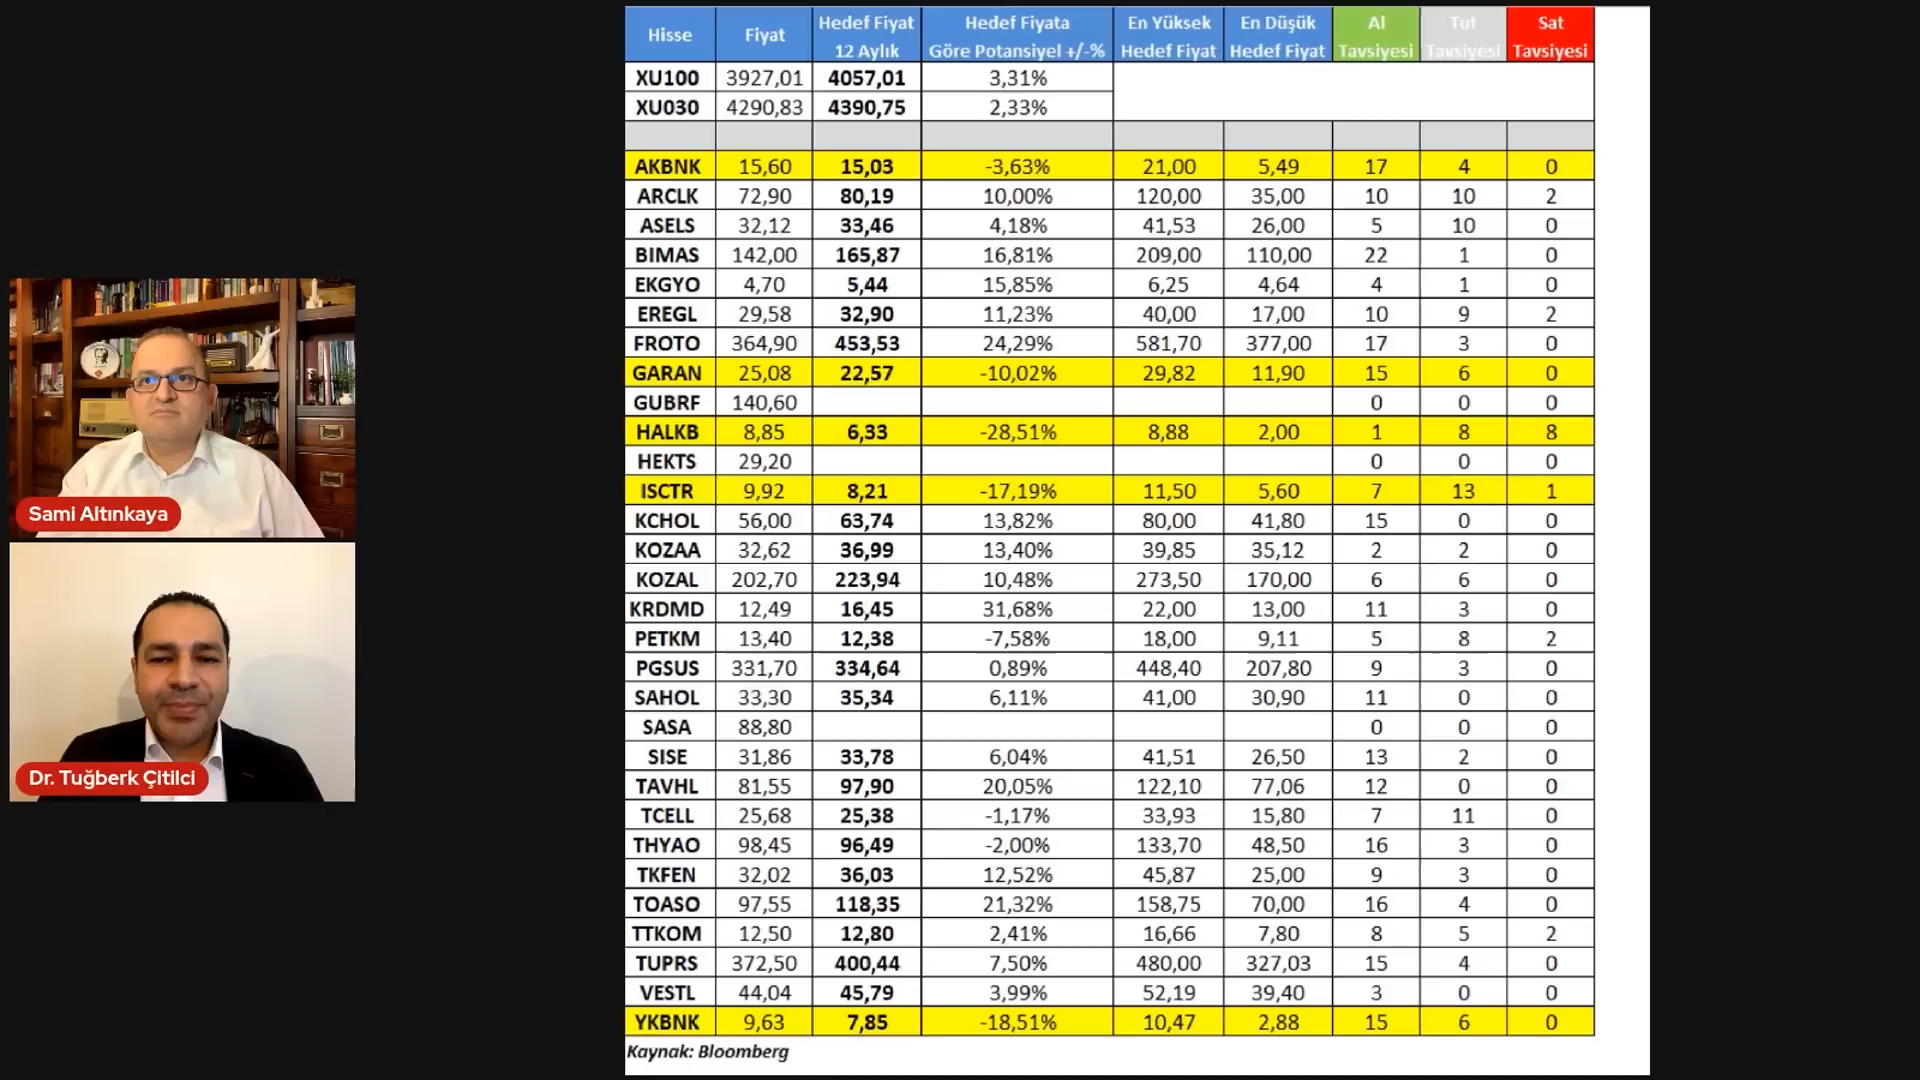 Hisse Fiyat Hedef Fiyat 12 Aylık Hedef Fiyata Göre Potansiyel +/-% En Yüksek Hedef Fiyat En Düşük Hedef Fiyat Al Tavsiyesi Tut Tavsiyesi Sat Tavsiyesi
XU100 3927,01 4057,01 3,31%
XU030 4290,83 4390,75 2,33%
AKBNK 15,60 15,03 -3,63% 21,00 5,49 17 4 0
ARCLK 72,90 80,19 10,00% 120,00 35,00 10 10 2
ASELS 32,12 33,46 4,18% 41,53 26,00 5 10 0
BIMAS 142,00 165,87 16,81% 209,00 110,00 22 1 0
EKGYO 4,70 5,44 15,85% 6,25 4,64 4 1 0
EREGL 29,58 32,90 11,23% 40,00 17,00 10 9 2
FROTO 364,90 453,53 24,29% 581,70 377,00 17 3 0
GARAN 25,08 22,57 -10,02% 29,82 11,90 15 6 0
GUBRF 140,60 0 0 0
HALKB 8,85 6,33 -28,51% 8,88 2,00 1 8 8
HEKTS 29,20 0 0 0
ISCTR 9,92 8,21 -17,19% 11,50 5,60 7 13 1
KCHOL 56,00 63,74 13,82% 80,00 41,80 15 0 0
KOZAA 32,62 36,99 13,40% 39,85 35,12 2 2 0
KOZAL 202,70 223,94 10,48% 273,50 170,00 6 6 0
KRDMD 12,49 16,45 31,68% 22,00 13,00 11 3 0
PETKM 13,40 12,38 -7,58% 18,00 9,11 5 8 2
PGSUS 331,70 334,64 0,89% 448,40 207,80 9 3 0
SAHOL 33,30 35,34 6,11% 41,00 30,90 11 0 0
SASA 88,80 0 0 0
SISE 31,86 33,78 6,04% 41,51 26,50 13 2 0
TAVHL 81,55 97,90 20,05% 122,10 77,06 12 0 0
TCELL 25,68 25,38 -1,17% 33,93 15,80 7 11 0
THYAO 98,45 96,49 -2,00% 133,70 48,50 16 3 0
TKFEN 32,02 36,03 12,52% 45,87 25,00 9 3 0
TOASO 97,55 118,35 21,32% 158,75 70,00 16 4 0
TTKOM 12,50 12,80 2,41% 16,66 7,80 8 5 2
TUPRS 372,50 400,44 7,50% 480,00 327,03 15 4 0
VESTL 44,04 45,79 3,99% 52,19 39,40 3 0 0
YKBNK 9,63 7,85 -18,51% 10,47 2,88 15 6 0
Kaynak: Bloomberg
Sami Altınkaya
Dr. Tuğberk Çitilci